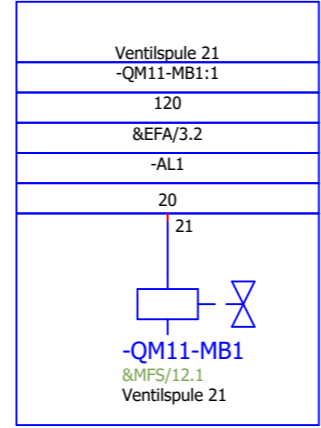 Ventilspule 21
-QM11-MB1:1
120
&EFA/3.2
-AL1
20
21
-QM11-MB1
&MFS/12.1
Ventilspule 21